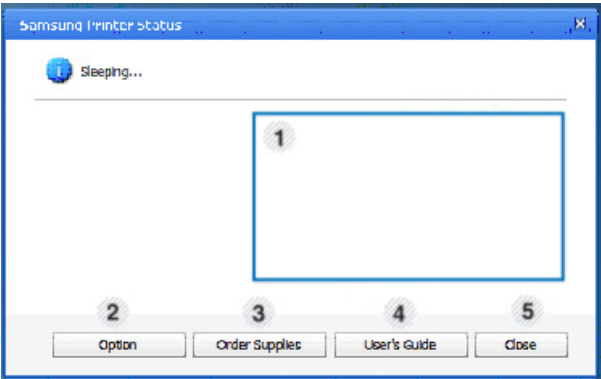 Samsung Printer Status
Sleeping...
1
2 3 4 5
Option Order Supplies User's Guide Close